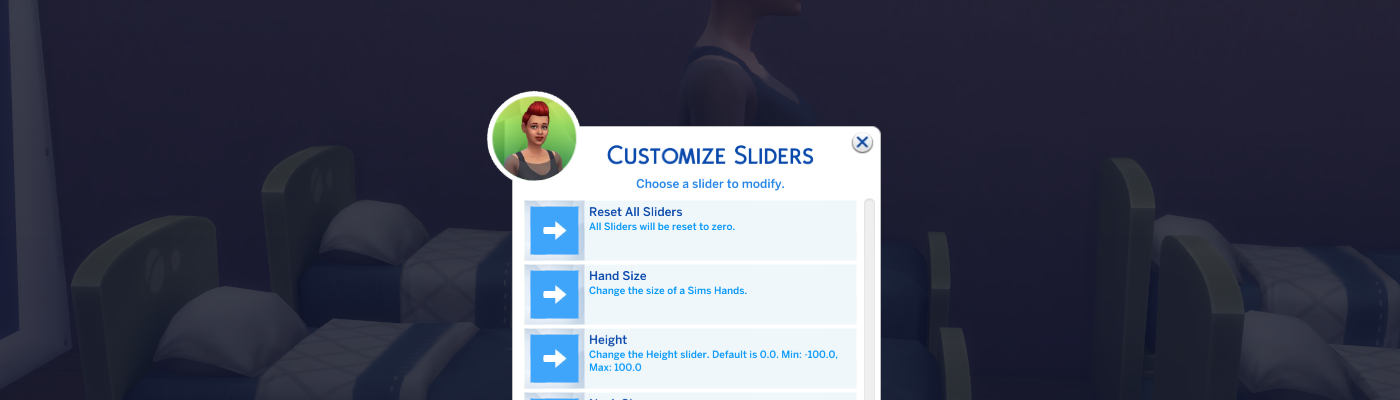 Customize Sliders
Choose a slider to modify.
Reset All Sliders
All Sliders will be reset to zero.
Hand Size
Change the size of a Sims Hands.
Height
Change the Height slider. Default is 0.0. Min: -100.0,
Max: 100.0